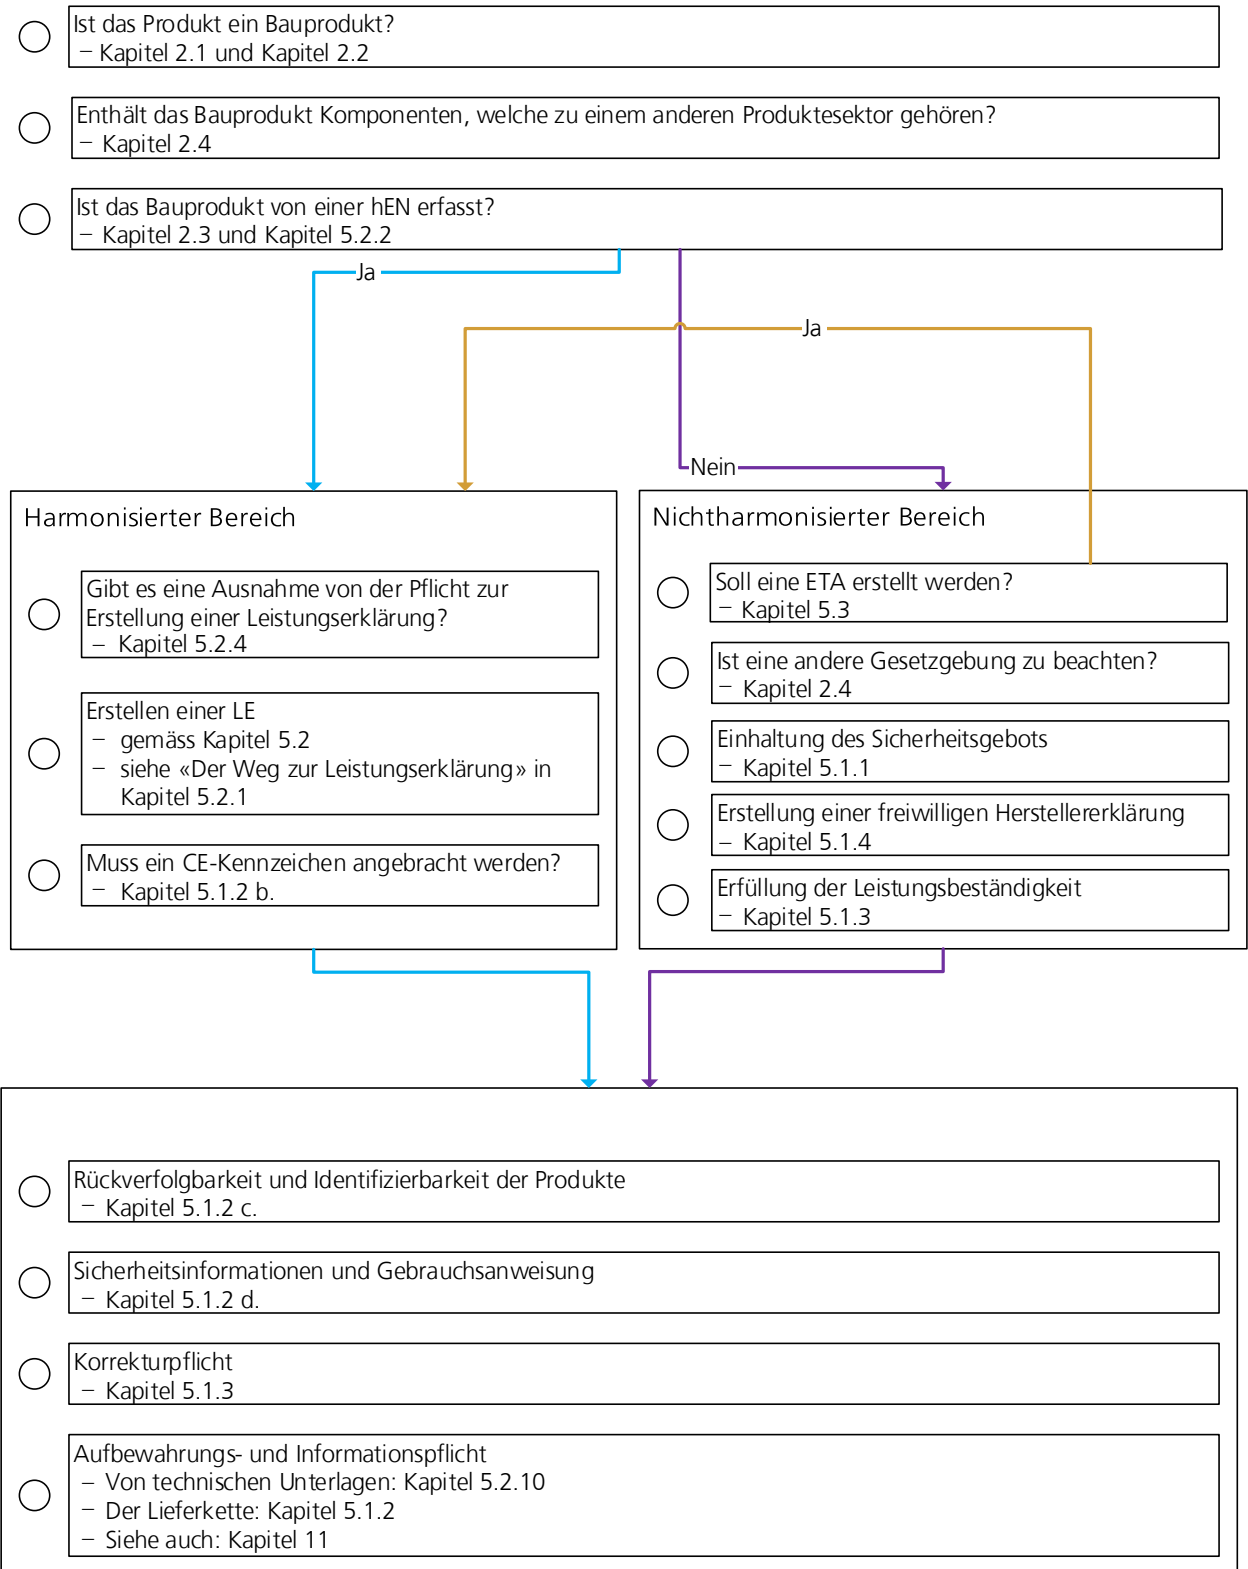 Ist das Produkt ein Bauprodukt?
– Kapitel 2.1 und Kapitel 2.2
Enthält das Bauprodukt Komponenten, welche zu einem anderen Produktesektor gehören?
– Kapitel 2.4
Ist das Bauprodukt von einer hEN erfasst?
– Kapitel 2.3 und Kapitel 5.2.2
Ja
Ja
Nein
Harmonisierter Bereich
Gibt es eine Ausnahme von der Pflicht zur
Erstellung einer Leistungserklärung?
– Kapitel 5.2.4
Erstellen einer LE
– gemäss Kapitel 5.2
– siehe «Der Weg zur Leistungserklärung» in
Kapitel 5.2.1
Muss ein CE-Kennzeichen angebracht werden?
– Kapitel 5.1.2 b.
Nichtharmonisierter Bereich
Soll eine ETA erstellt werden?
– Kapitel 5.3
Ist eine andere Gesetzgebung zu beachten?
– Kapitel 2.4
Einhaltung des Sicherheitsgebots
– Kapitel 5.1.1
Erstellung einer freiwilligen Herstellererklärung
– Kapitel 5.1.4
Erfüllung der Leistungsbeständigkeit
– Kapitel 5.1.3
Rückverfolgbarkeit und Identifizierbarkeit der Produkte
– Kapitel 5.1.2 c.
Sicherheitsinformationen und Gebrauchsanweisung
– Kapitel 5.1.2 d.
Korrekturpflicht
– Kapitel 5.1.3
Aufbewahrungs- und Informationspflicht
– Von technischen Unterlagen: Kapitel 5.2.10
– Der Lieferkette: Kapitel 5.1.2
– Siehe auch: Kapitel 11